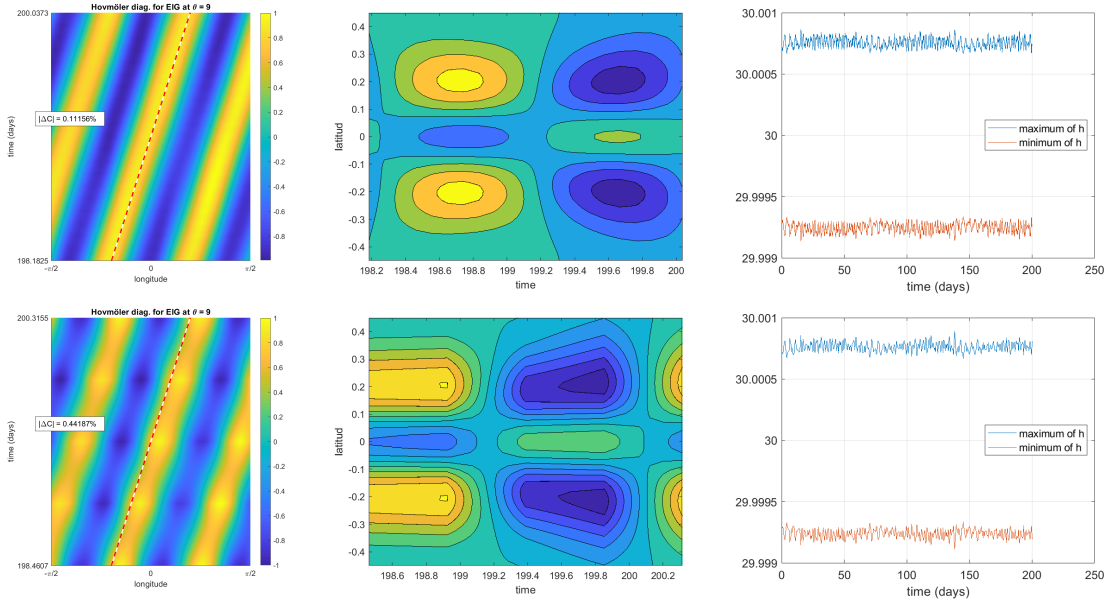 Hovmöler diag. for EIG at θ = 9
200.0373
time (days)
|ΔC| = 0.11156%
198.1825
-π/2 0 π/2
longitude
1
0.8
0.6
0.4
0.2
0
-0.2
-0.4
-0.6
-0.8
0.4
0.3
0.2
0.1
0
-0.1
-0.2
-0.3
-0.4
latitud
198.2 198.4 198.6 198.8 199 199.2 199.4 199.6 199.8 200
time
30.001
30.0005
30
29.9995
29.999
maximum of h
minimum of h
0 50 100 150 200 250
time (days)
Hovmöler diag. for EIG at θ = 9
200.3155
time (days)
|ΔC| = 0.44187%
198.4607
-π/2 0 π/2
longitude
1
0.8
0.6
0.4
0.2
0
-0.2
-0.4
-0.6
-0.8
-1
0.4
0.3
0.2
0.1
0
-0.1
-0.2
-0.3
-0.4
latitud
198.6 198.8 199 199.2 199.4 199.6 199.8 200 200.2
time
30.001
30.0005
30
29.9995
29.999
maximum of h
minimum of h
0 50 100 150 200 250
time (days)